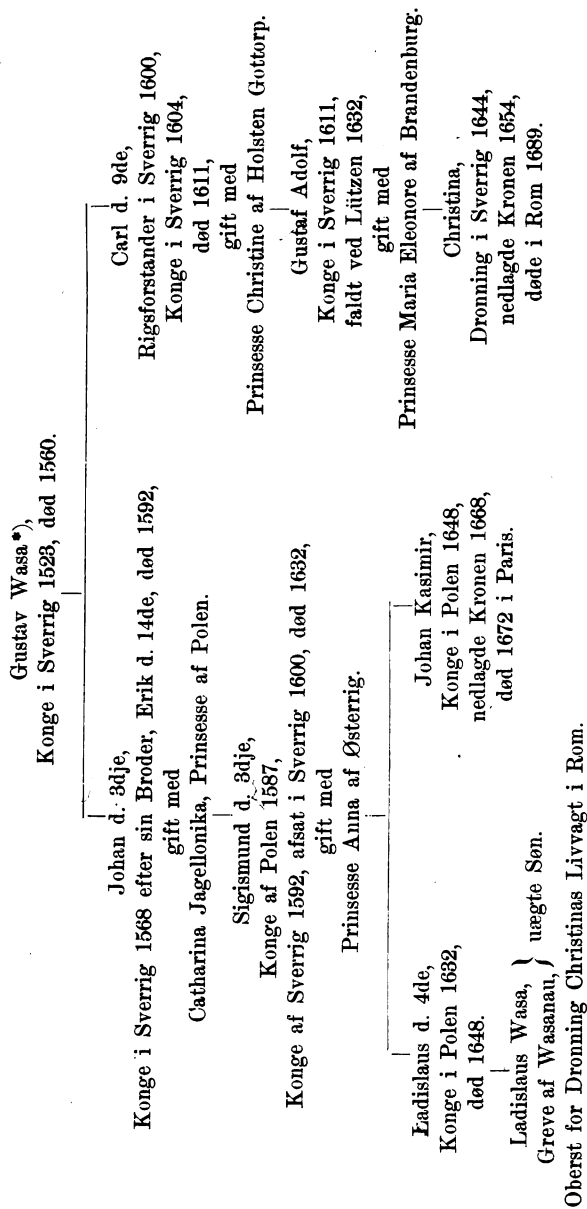 Gustav Wasa*),
Konge i Sverrig 1523, død 1560.
Johan d. 3dje,
Konge i Sverrig 1568 efter sin Broder, Erik d. 14de, død 1592,
gift med
Catharina Jagellonika, Prinsesse af Polen.
Sigismund d. 3dje,
Konge af Polen 1587,
Konge af Sverrig 1592, afsat i Sverrig 1600, død 1632,
gift med
Prinsesse Anna af Østerrig.
Ladislaus d. 4de,
Konge i Polen 1632,
død 1648.
Ladislaus Wasa,
Greve af Wasanau, } uægte Søn.
Oberst for Dronning Christinas Livvagt i Rom.
Johan Kasimir,
Konge i Polen 1648,
nedlagde Kronen 1668,
død 1672 i Paris.
Carl d. 9de,
Rigsforstander i Sverrig 1600,
Konge i Sverrig 1604,
død 1611,
gift med
Prinsesse Christine af Holsten Gottorp.
Gustaf Adolf,
Konge i Sverrig 1611,
faldt ved Lützen 1632,
gift med
Prinsesse Maria Eleonore af Brandenburg.
Christina,
Dronning i Sverrig 1644,
nedlagde Kronen 1654,
døde i Rom 1689.